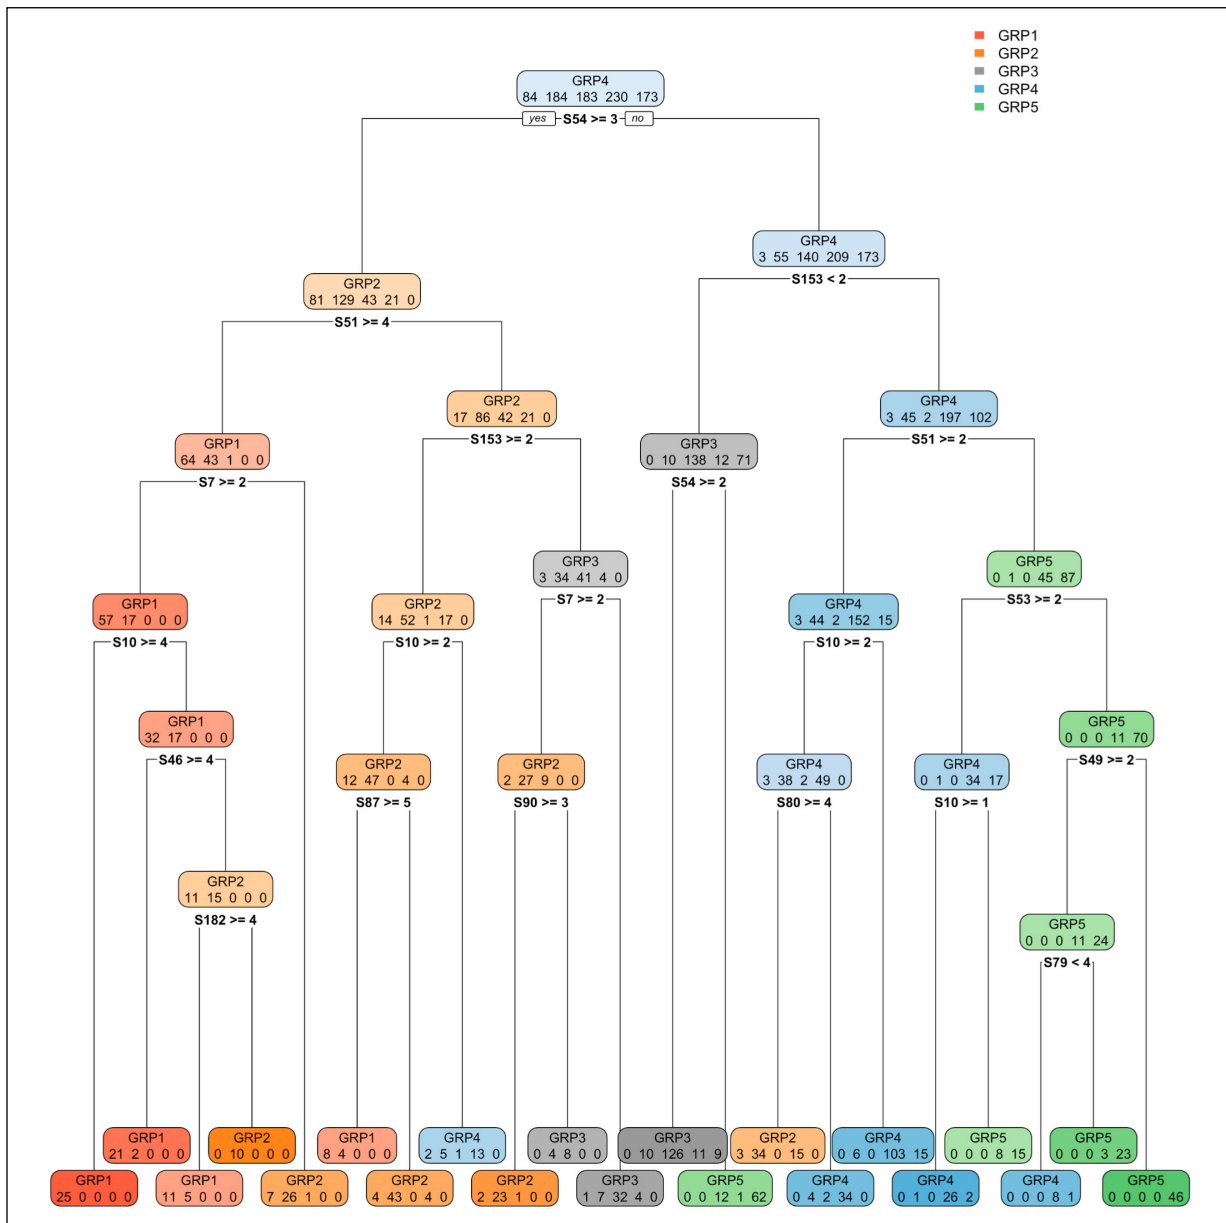 GRP1
GRP2
GRP3
GRP4
GRP5
GRP4
84 184 183 230 173
yes S54 >= 3 no
GRP4
3 55 140 209 173
S153 < 2
GRP2
81 129 43 21 0
S51 >= 4
GRP2
17 86 42 21 0
S153 >= 2
GRP4
3 45 2 197 102
S51 >= 2
GRP1
64 43 1 0 0
S7 >= 2
GRP3
0 10 138 12 71
S54 >= 2
GRP3
3 34 41 4 0
S7 >= 2
GRP5
0 1 0 45 87
S53 >= 2
GRP1
57 17 0 0 0
S10 >= 4
GRP2
14 52 1 17 0
S10 >= 2
GRP4
3 44 2 152 15
S10 >= 2
GRP1
32 17 0 0 0
S46 >= 4
GRP5
0 0 0 11 70
S49 >= 2
GRP2
12 47 0 4 0
S87 >= 5
GRP2
2 27 9 0 0
S90 >= 3
GRP4
3 38 2 49 0
S80 >= 4
GRP4
0 1 0 34 17
S10 >= 1
GRP2
11 15 0 0 0
S182 >= 4
GRP5
0 0 0 11 24
S79 < 4
GRP1
21 2 0 0 0
GRP2
0 10 0 0 0
GRP1
8 4 0 0 0
GRP4
2 5 1 13 0
GRP3
0 4 8 0 0
GRP3
0 10 126 11 9
GRP2
3 34 0 15 0
GRP4
0 6 0 103 15
GRP5
0 0 0 8 15
GRP5
0 0 0 3 23
GRP1
25 0 0 0 0
GRP1
11 5 0 0 0
GRP2
7 26 1 0 0
GRP2
4 43 0 4 0
GRP2
2 23 1 0 0
GRP3
1 7 32 4 0
GRP5
0 0 12 1 62
GRP4
0 4 2 34 0
GRP4
0 1 0 26 2
GRP4
0 0 0 8 1
GRP5
0 0 0 0 46